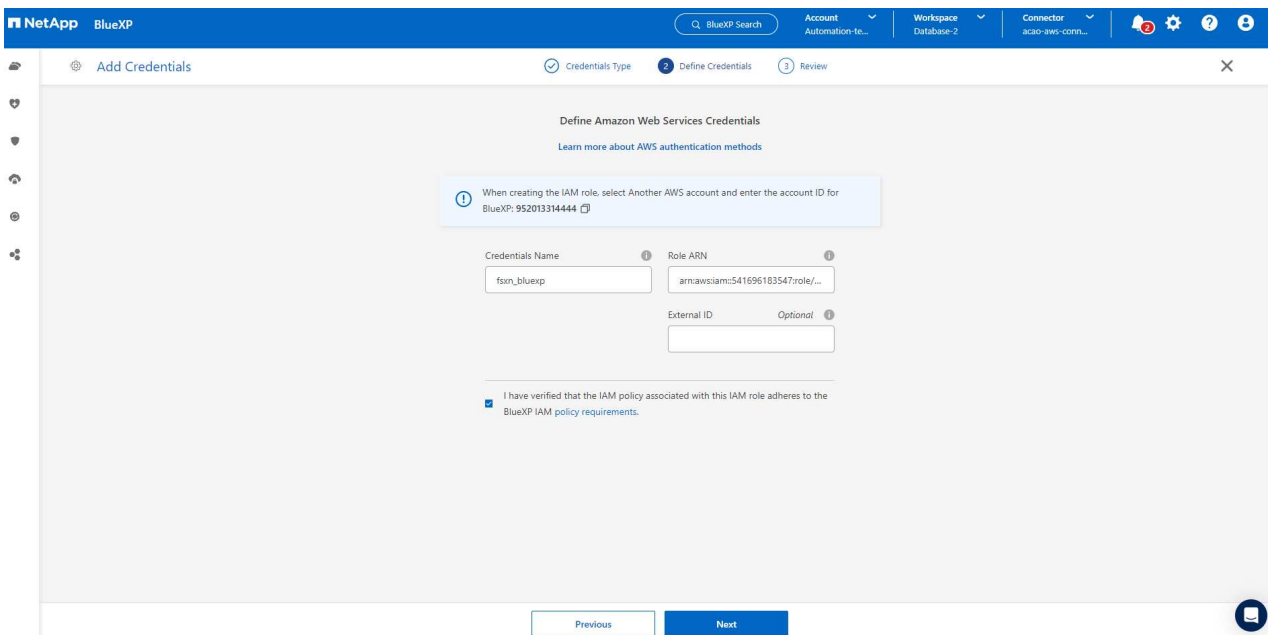 NetApp BlueXP
BlueXP Search
Account
Automation-te...
Workspace
Database-2
Connector
acao-aws-conn...
2
Add Credentials
Credentials Type
2 Define Credentials
3 Review
Define Amazon Web Services Credentials
Learn more about AWS authentication methods
When creating the IAM role, select Another AWS account and enter the account ID for
BlueXP: 952013314444
Credentials Name
Role ARN
fsxn_bluexp
arn:aws:iam::541696183547:role/...
External ID
Optional
I have verified that the IAM policy associated with this IAM role adheres to the
BlueXP IAM policy requirements.
Previous
Next